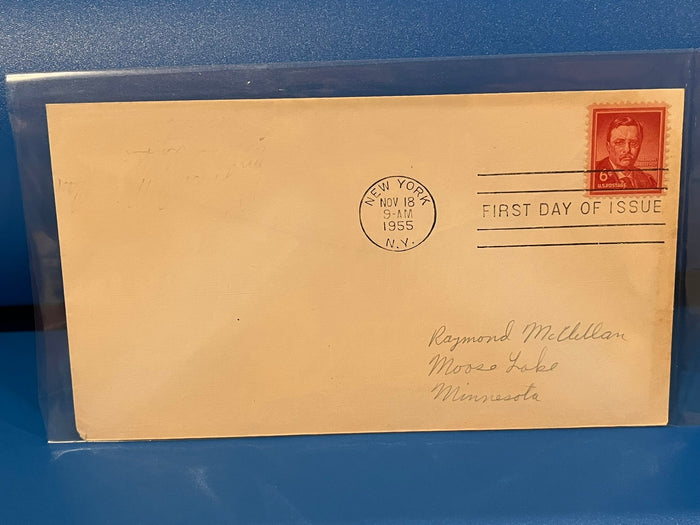 6¢
U.S. POSTAGE
NEW YORK
NOV 18
9-AM
1955
N.Y.
FIRST DAY OF ISSUE
Raymond McClellan
Moose Lake
Minnesota